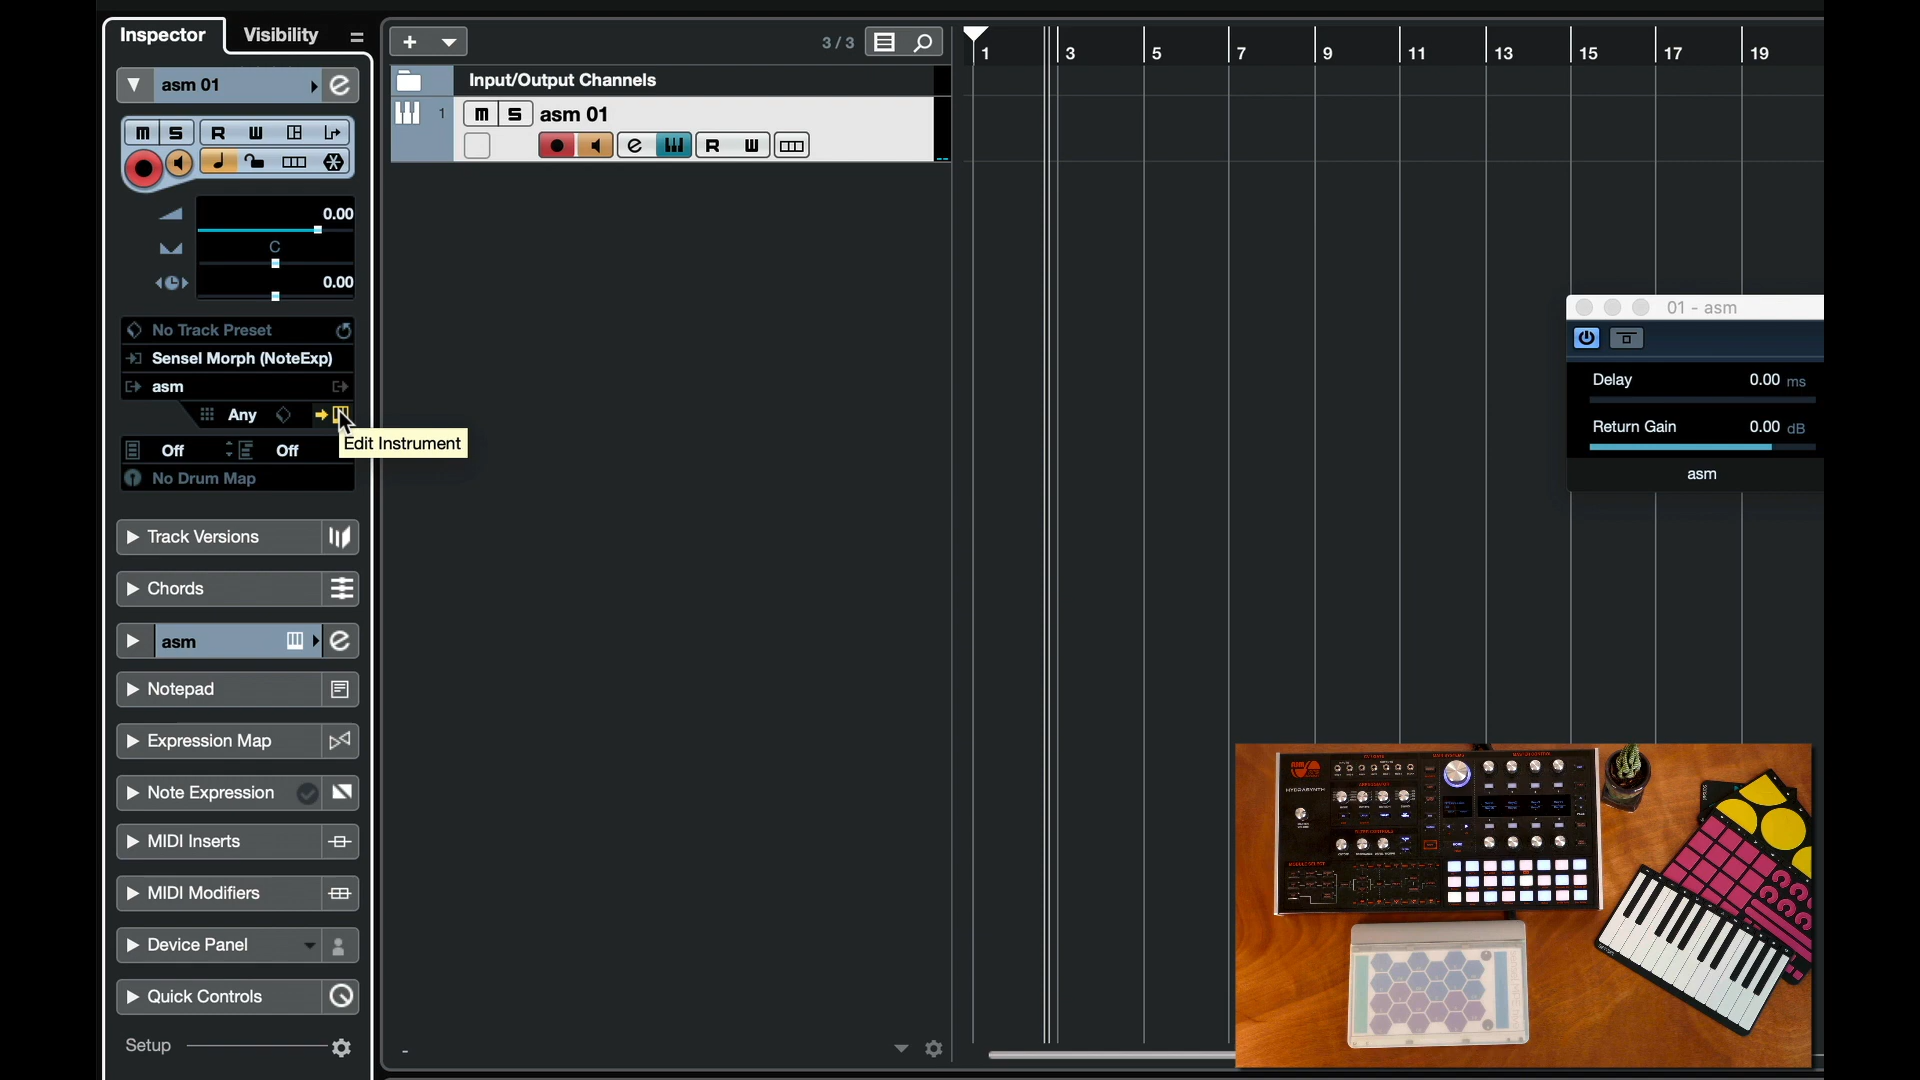 Inspector
Visibility
asm 01
M S R W
0.00
C
0.00
No Track Preset
Sensel Morph (NoteExp)
asm
Any
Edit Instrument
Off
Off
No Drum Map
Track Versions
Chords
asm
Notepad
Expression Map
Note Expression
MIDI Inserts
MIDI Modifiers
Device Panel
Quick Controls
Setup
3 / 3
Input/Output Channels
1
M S asm 01
R W
1 3 5 7 9 11 13 15 17 19
01 - asm
Delay 0.00 ms
Return Gain 0.00 dB
asm
HYDRASYNTH